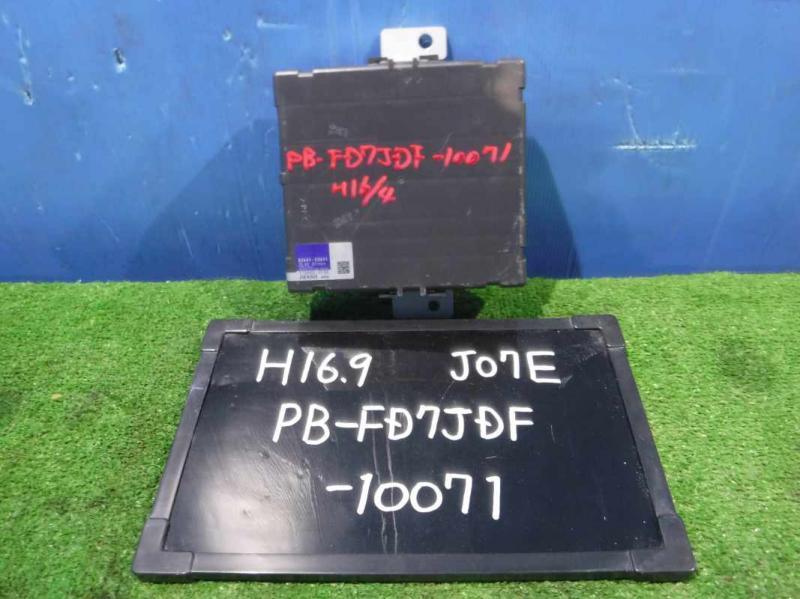 PB-FD7JDF-10071
H16/4
H16.9 J07E
PB-FD7JDF
-10071